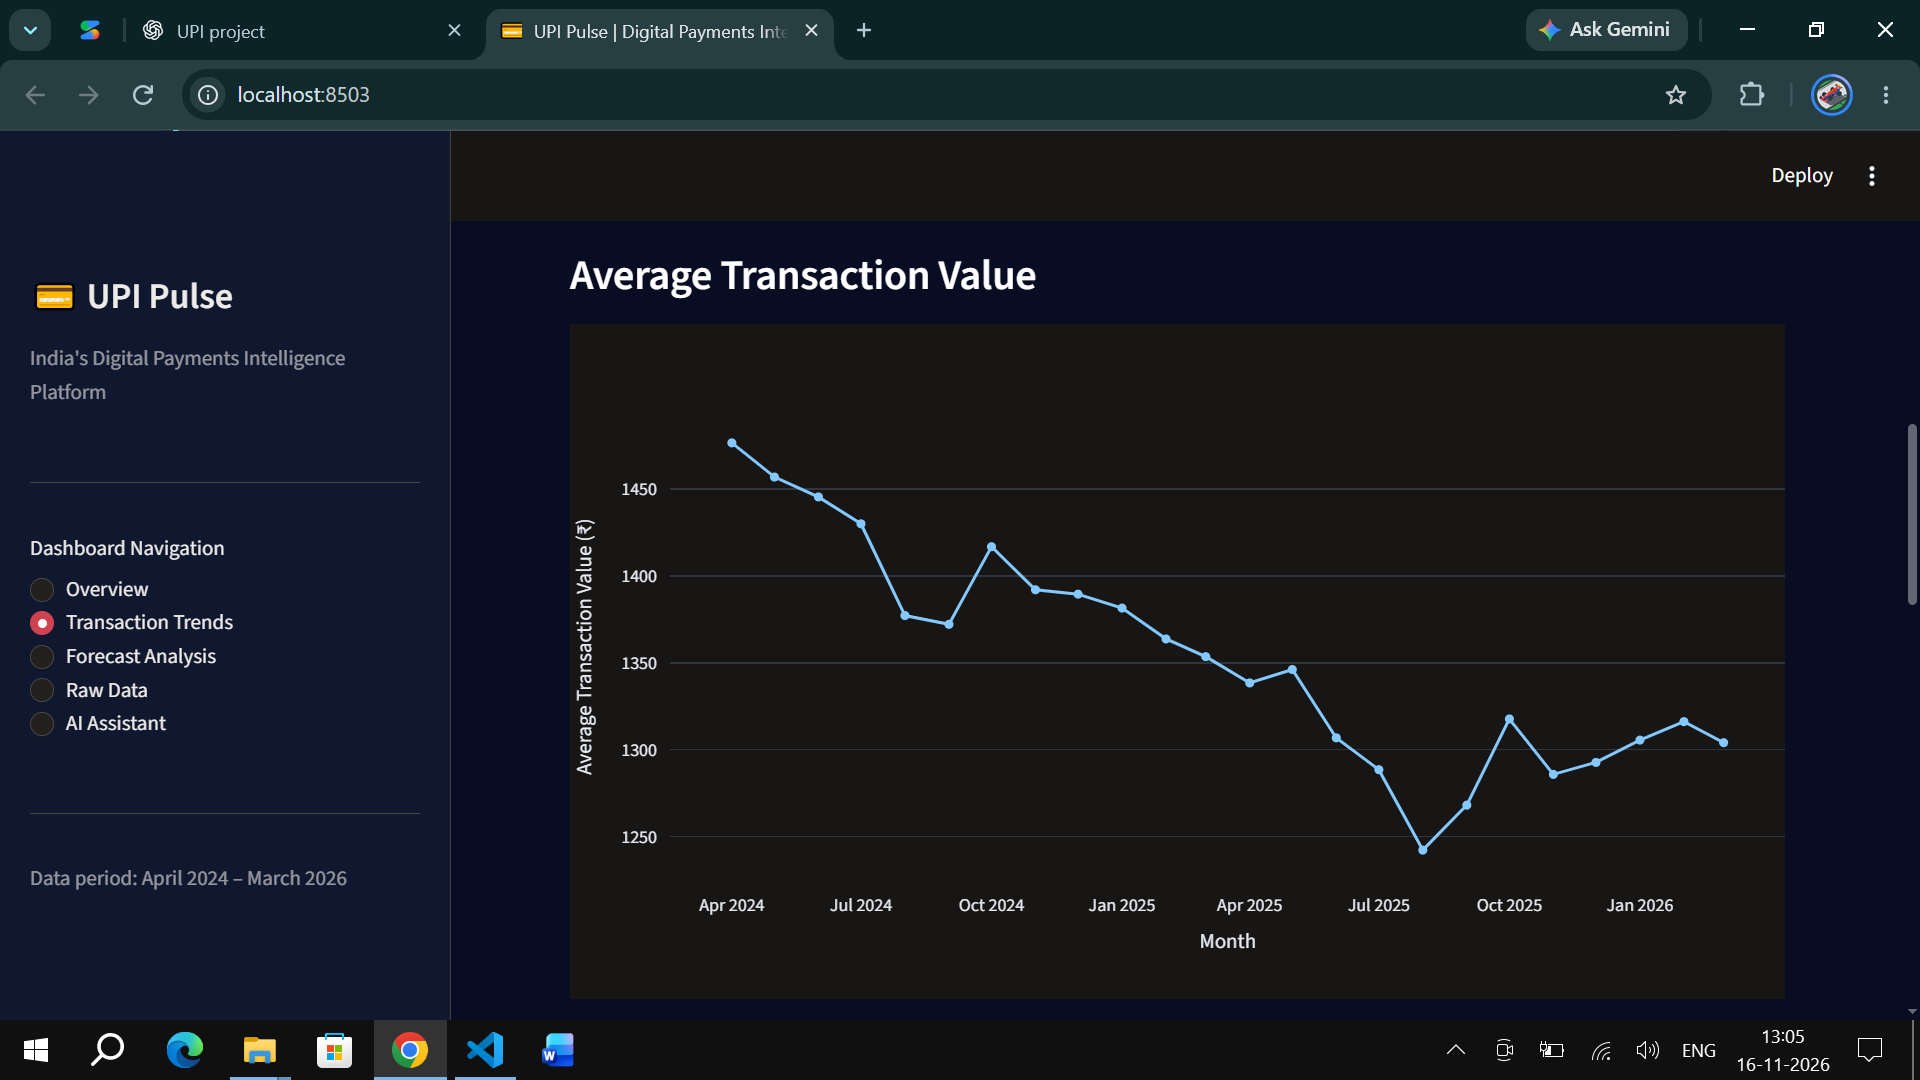 UPI project
UPI Pulse | Digital Payments Inte
Ask Gemini
localhost:8503
Deploy
UPI Pulse
India's Digital Payments Intelligence
Platform
Dashboard Navigation
Overview
Transaction Trends
Forecast Analysis
Raw Data
AI Assistant
Data period: April 2024 – March 2026
Average Transaction Value
Average Transaction Value (₹)
1450
1400
1350
1300
1250
Apr 2024
Jul 2024
Oct 2024
Jan 2025
Apr 2025
Jul 2025
Oct 2025
Jan 2026
Month
W
ENG
13:05
16-11-2026